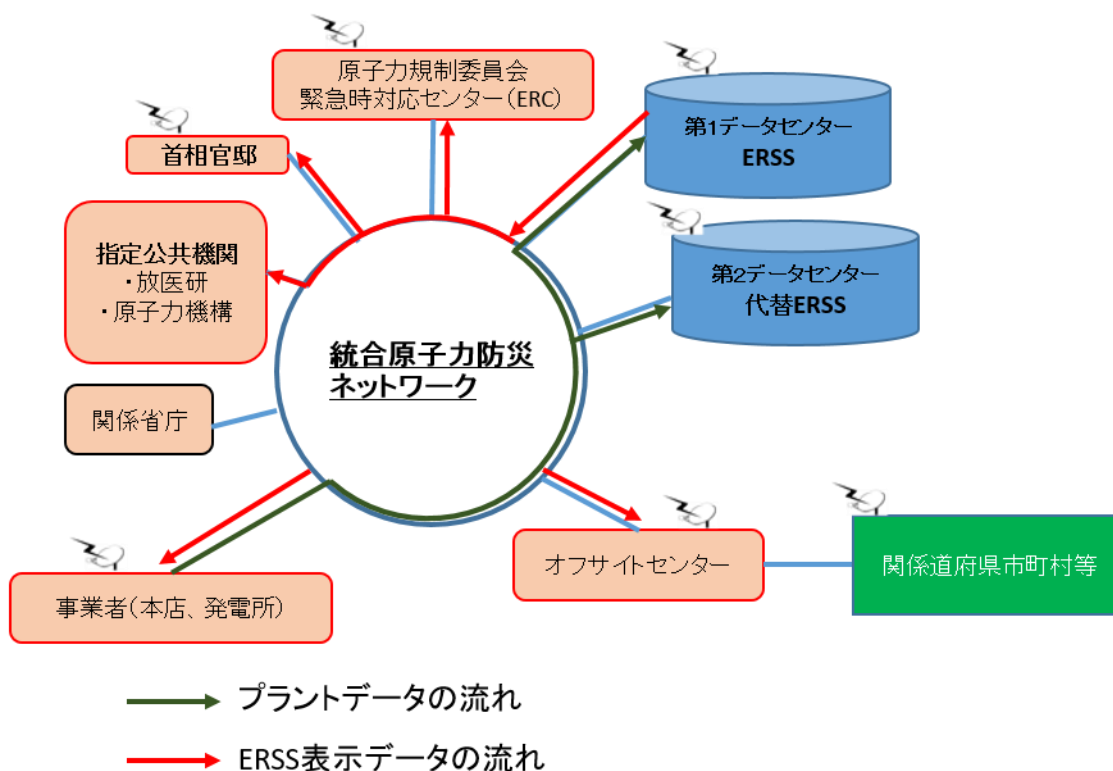 原子力規制委員会
緊急時対応センター(ERC)
第1データセンター
ERSS
首相官邸
指定公共機関
・放医研
・原子力機構
第2データセンター
代替ERSS
統合原子力防災
ネットワーク
関係省庁
オフサイトセンター
関係道府県市町村等
事業者(本店、発電所)
プラントデータの流れ
ERSS表示データの流れ